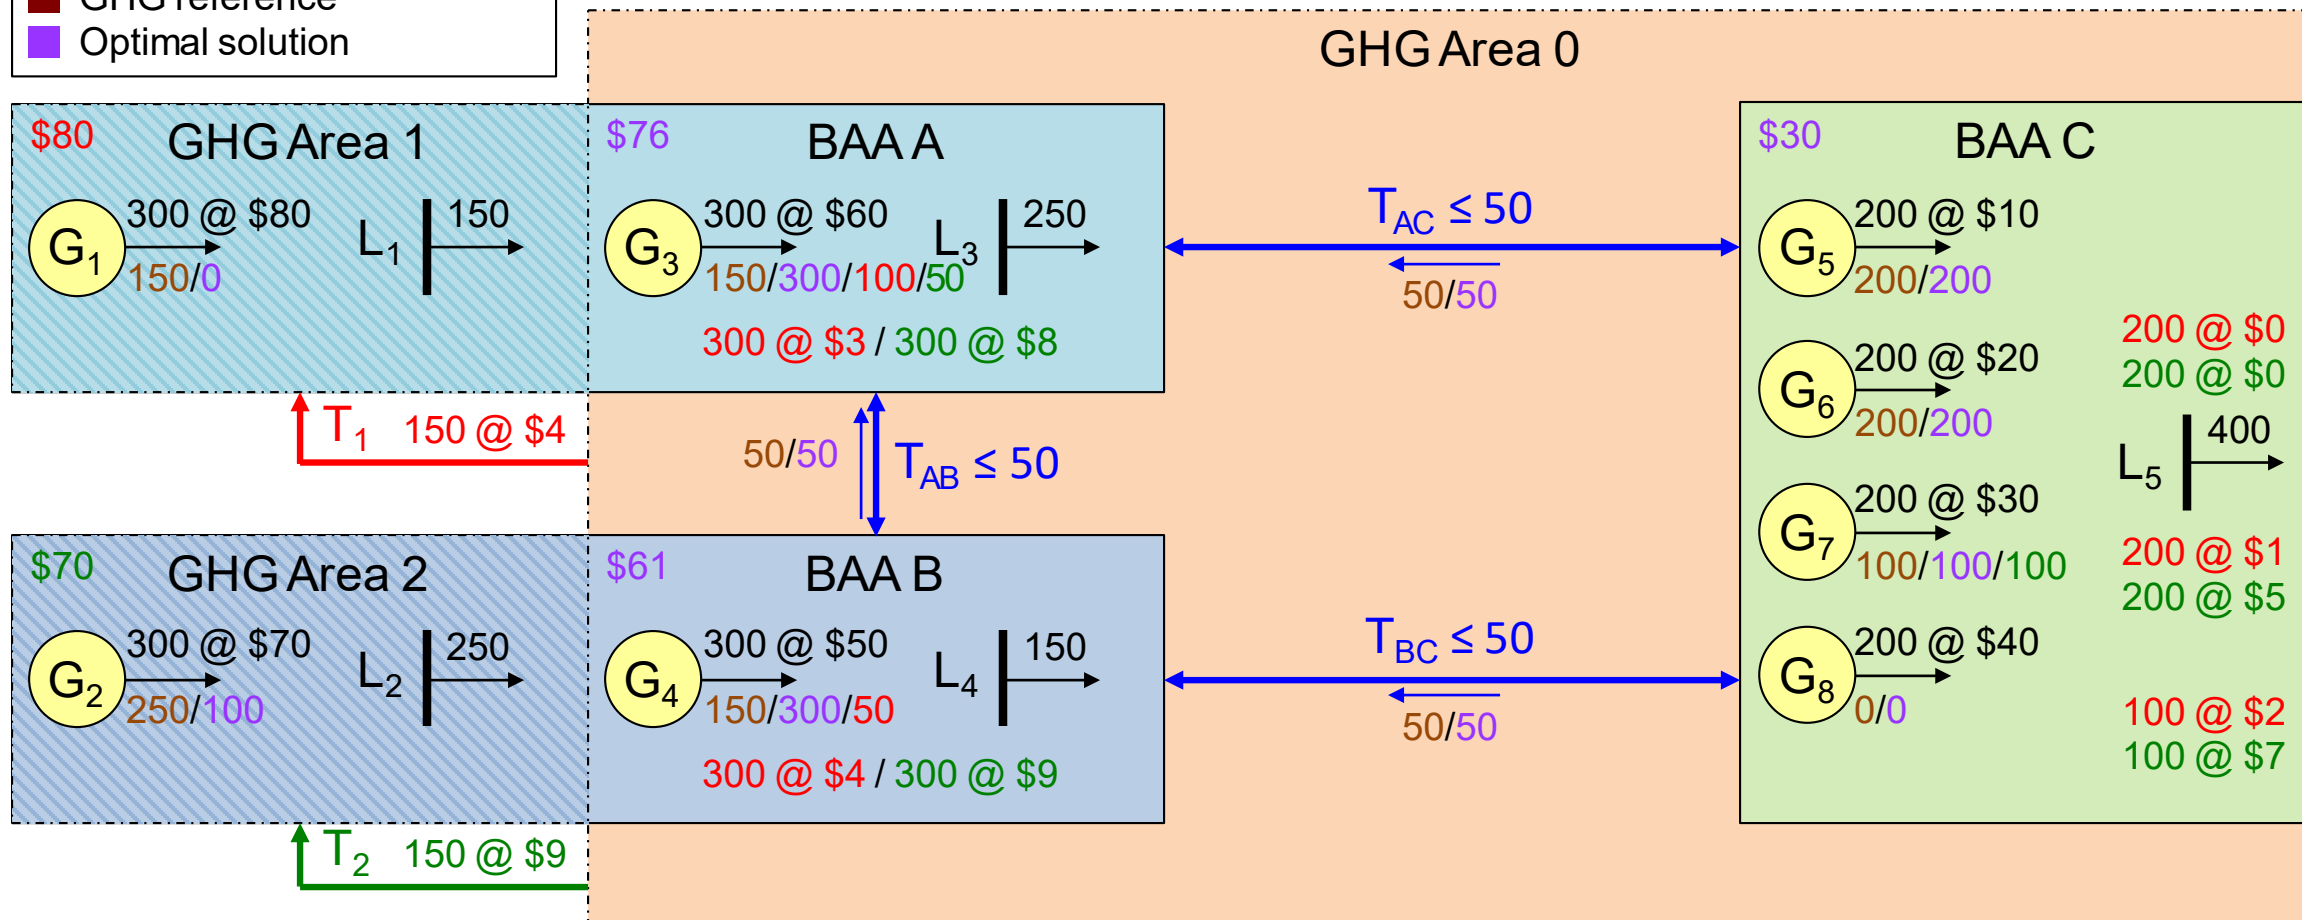 GHG reference
Optimal solution
GHG Area 0
$80
GHG Area 1
G1
300 @ $80
150/0
L1
150
$76
BAA A
G3
300 @ $60
150/300/100/50
L3
250
300 @ $3 / 300 @ $8
TAC ≤ 50
50/50
$30
BAA C
G5
200 @ $10
200/200
200 @ $0
200 @ $0
G6
200 @ $20
200/200
L5
400
G7
200 @ $30
100/100/100
200 @ $1
200 @ $5
G8
200 @ $40
0/0
100 @ $2
100 @ $7
T1 150 @ $4
50/50
TAB ≤ 50
$70
GHG Area 2
G2
300 @ $70
250/100
L2
250
$61
BAA B
G4
300 @ $50
150/300/50
L4
150
300 @ $4 / 300 @ $9
TBC ≤ 50
50/50
T2 150 @ $9